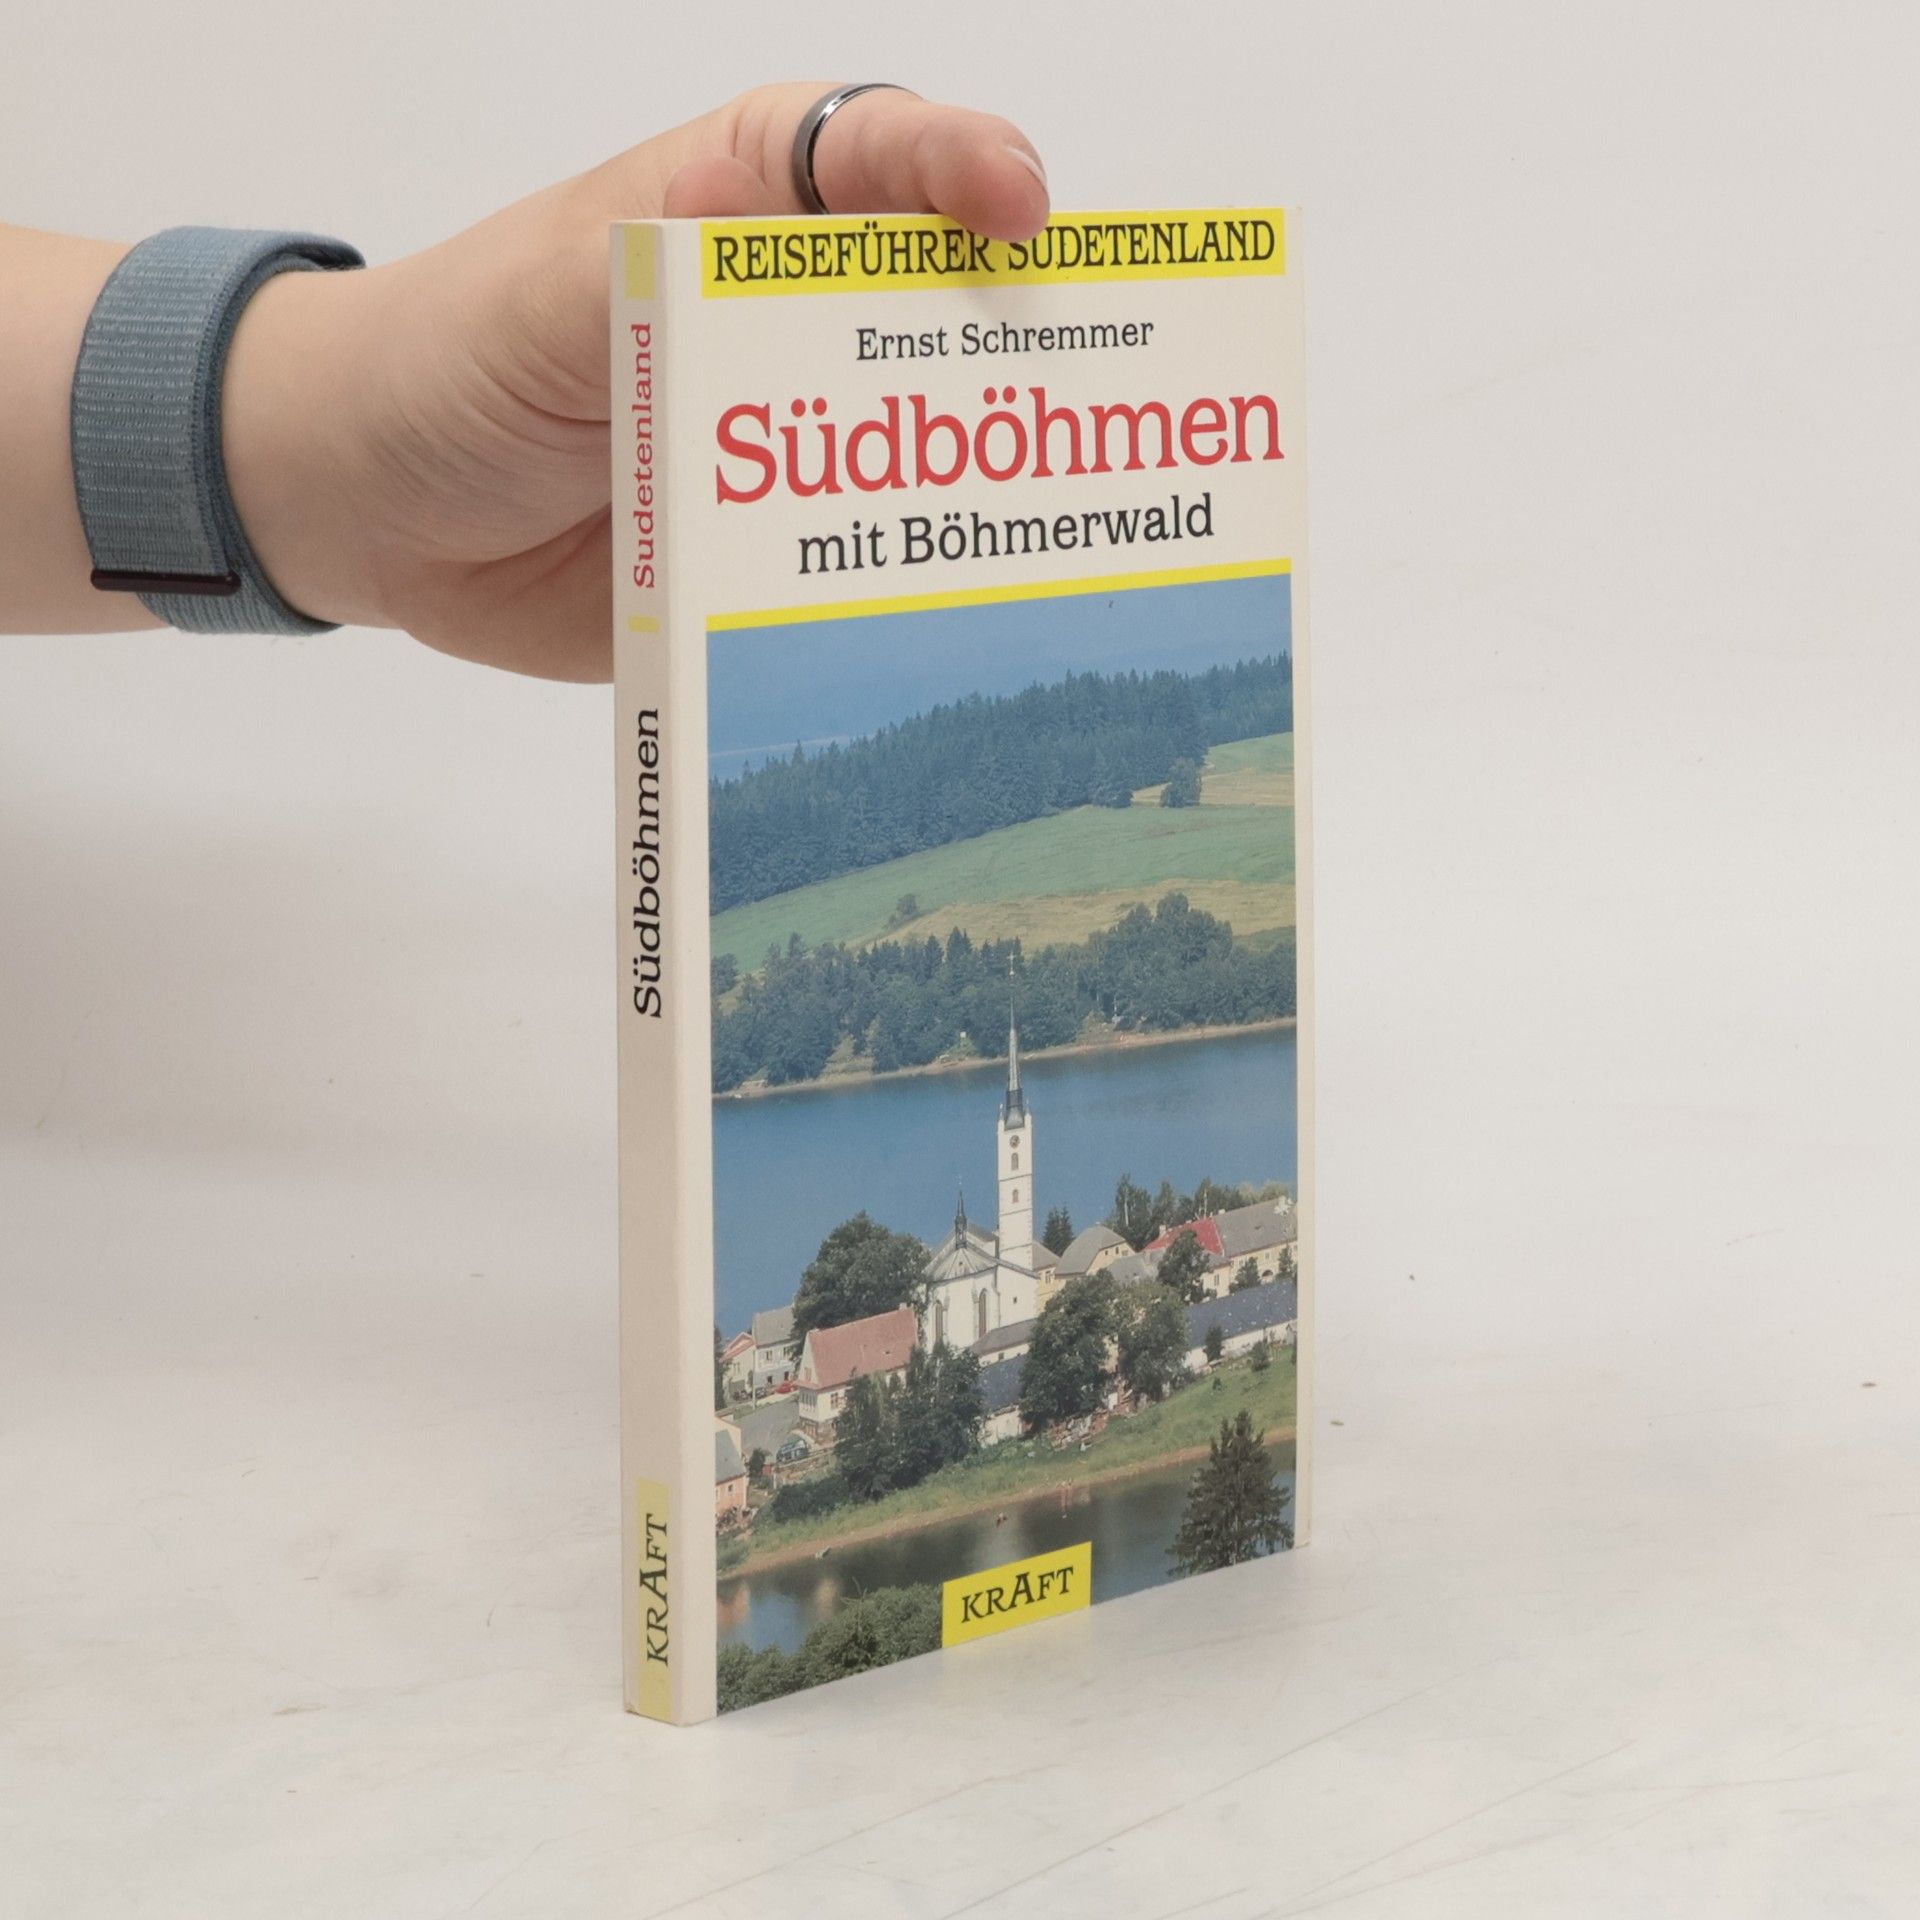 REISEFÜHRER SUDETENLAND
Ernst Schremmer
Südböhmen
mit Böhmerwald
KRAFT
Sudetenland
Südböhmen
KRAFT